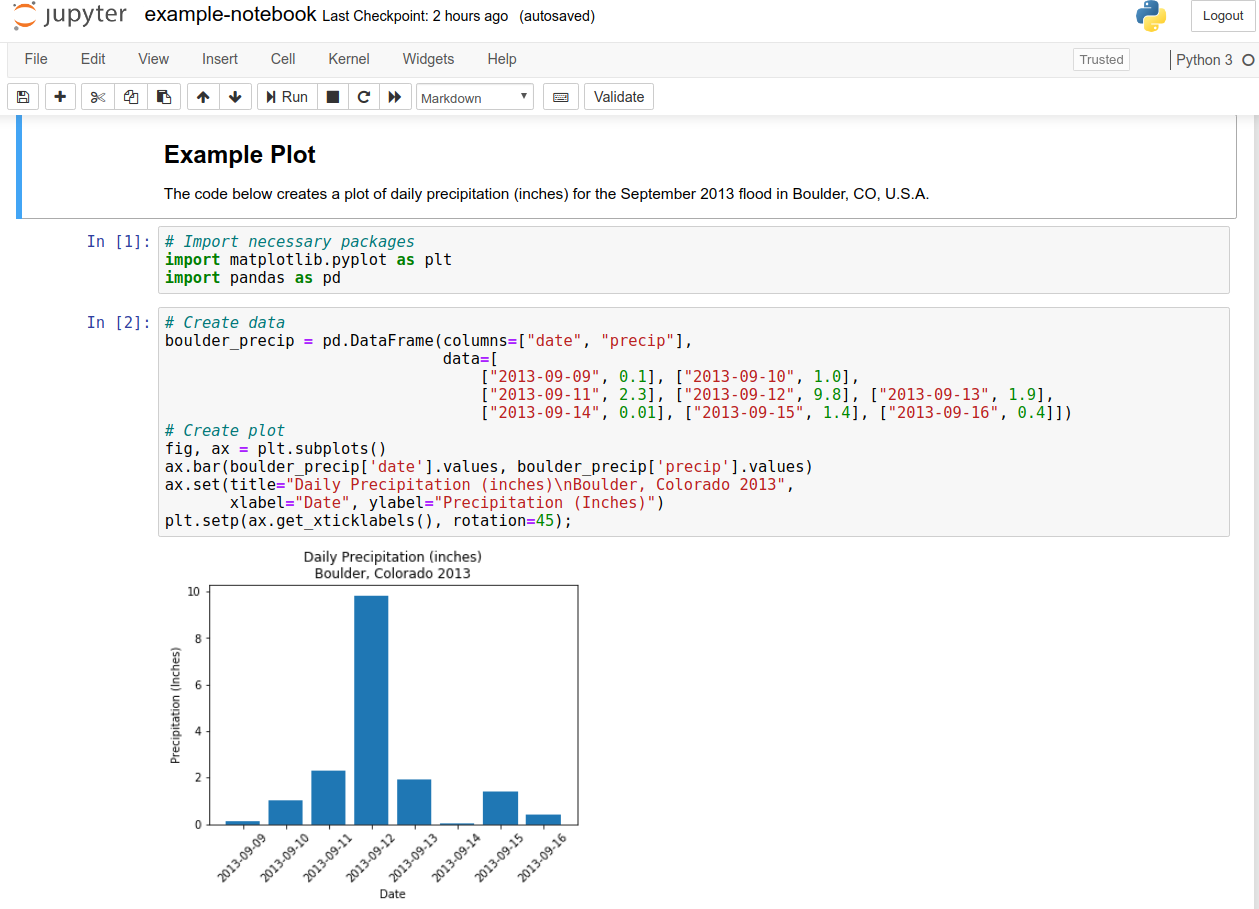 jupyter example-notebook Last Checkpoint: 2 hours ago (autosaved) Logout
File Edit View Insert Cell Kernel Widgets Help Trusted Python 3
Run Markdown Validate
Example Plot
The code below creates a plot of daily precipitation (inches) for the September 2013 flood in Boulder, CO, U.S.A.
In [1]: # Import necessary packages
import matplotlib.pyplot as plt
import pandas as pd
In [2]: # Create data
boulder_precip = pd.DataFrame(columns=["date", "precip"],
data=[
["2013-09-09", 0.1], ["2013-09-10", 1.0],
["2013-09-11", 2.3], ["2013-09-12", 9.8], ["2013-09-13", 1.9],
["2013-09-14", 0.01], ["2013-09-15", 1.4], ["2013-09-16", 0.4]])
# Create plot
fig, ax = plt.subplots()
ax.bar(boulder_precip['date'].values, boulder_precip['precip'].values)
ax.set(title="Daily Precipitation (inches)\nBoulder, Colorado 2013",
xlabel="Date", ylabel="Precipitation (Inches)")
plt.setp(ax.get_xticklabels(), rotation=45);
Daily Precipitation (inches)
Boulder, Colorado 2013
Precipitation (Inches)
10
8
6
4
2
0
2013-09-09 2013-09-10 2013-09-11 2013-09-12 2013-09-13 2013-09-14 2013-09-15 2013-09-16
Date